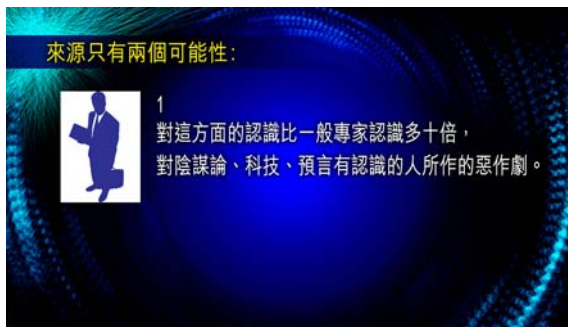 來源只有兩個可能性:
1
對這方面的認識比一般專家認識多十倍，
對陰謀論、科技、預言有認識的人所作的惡作劇。